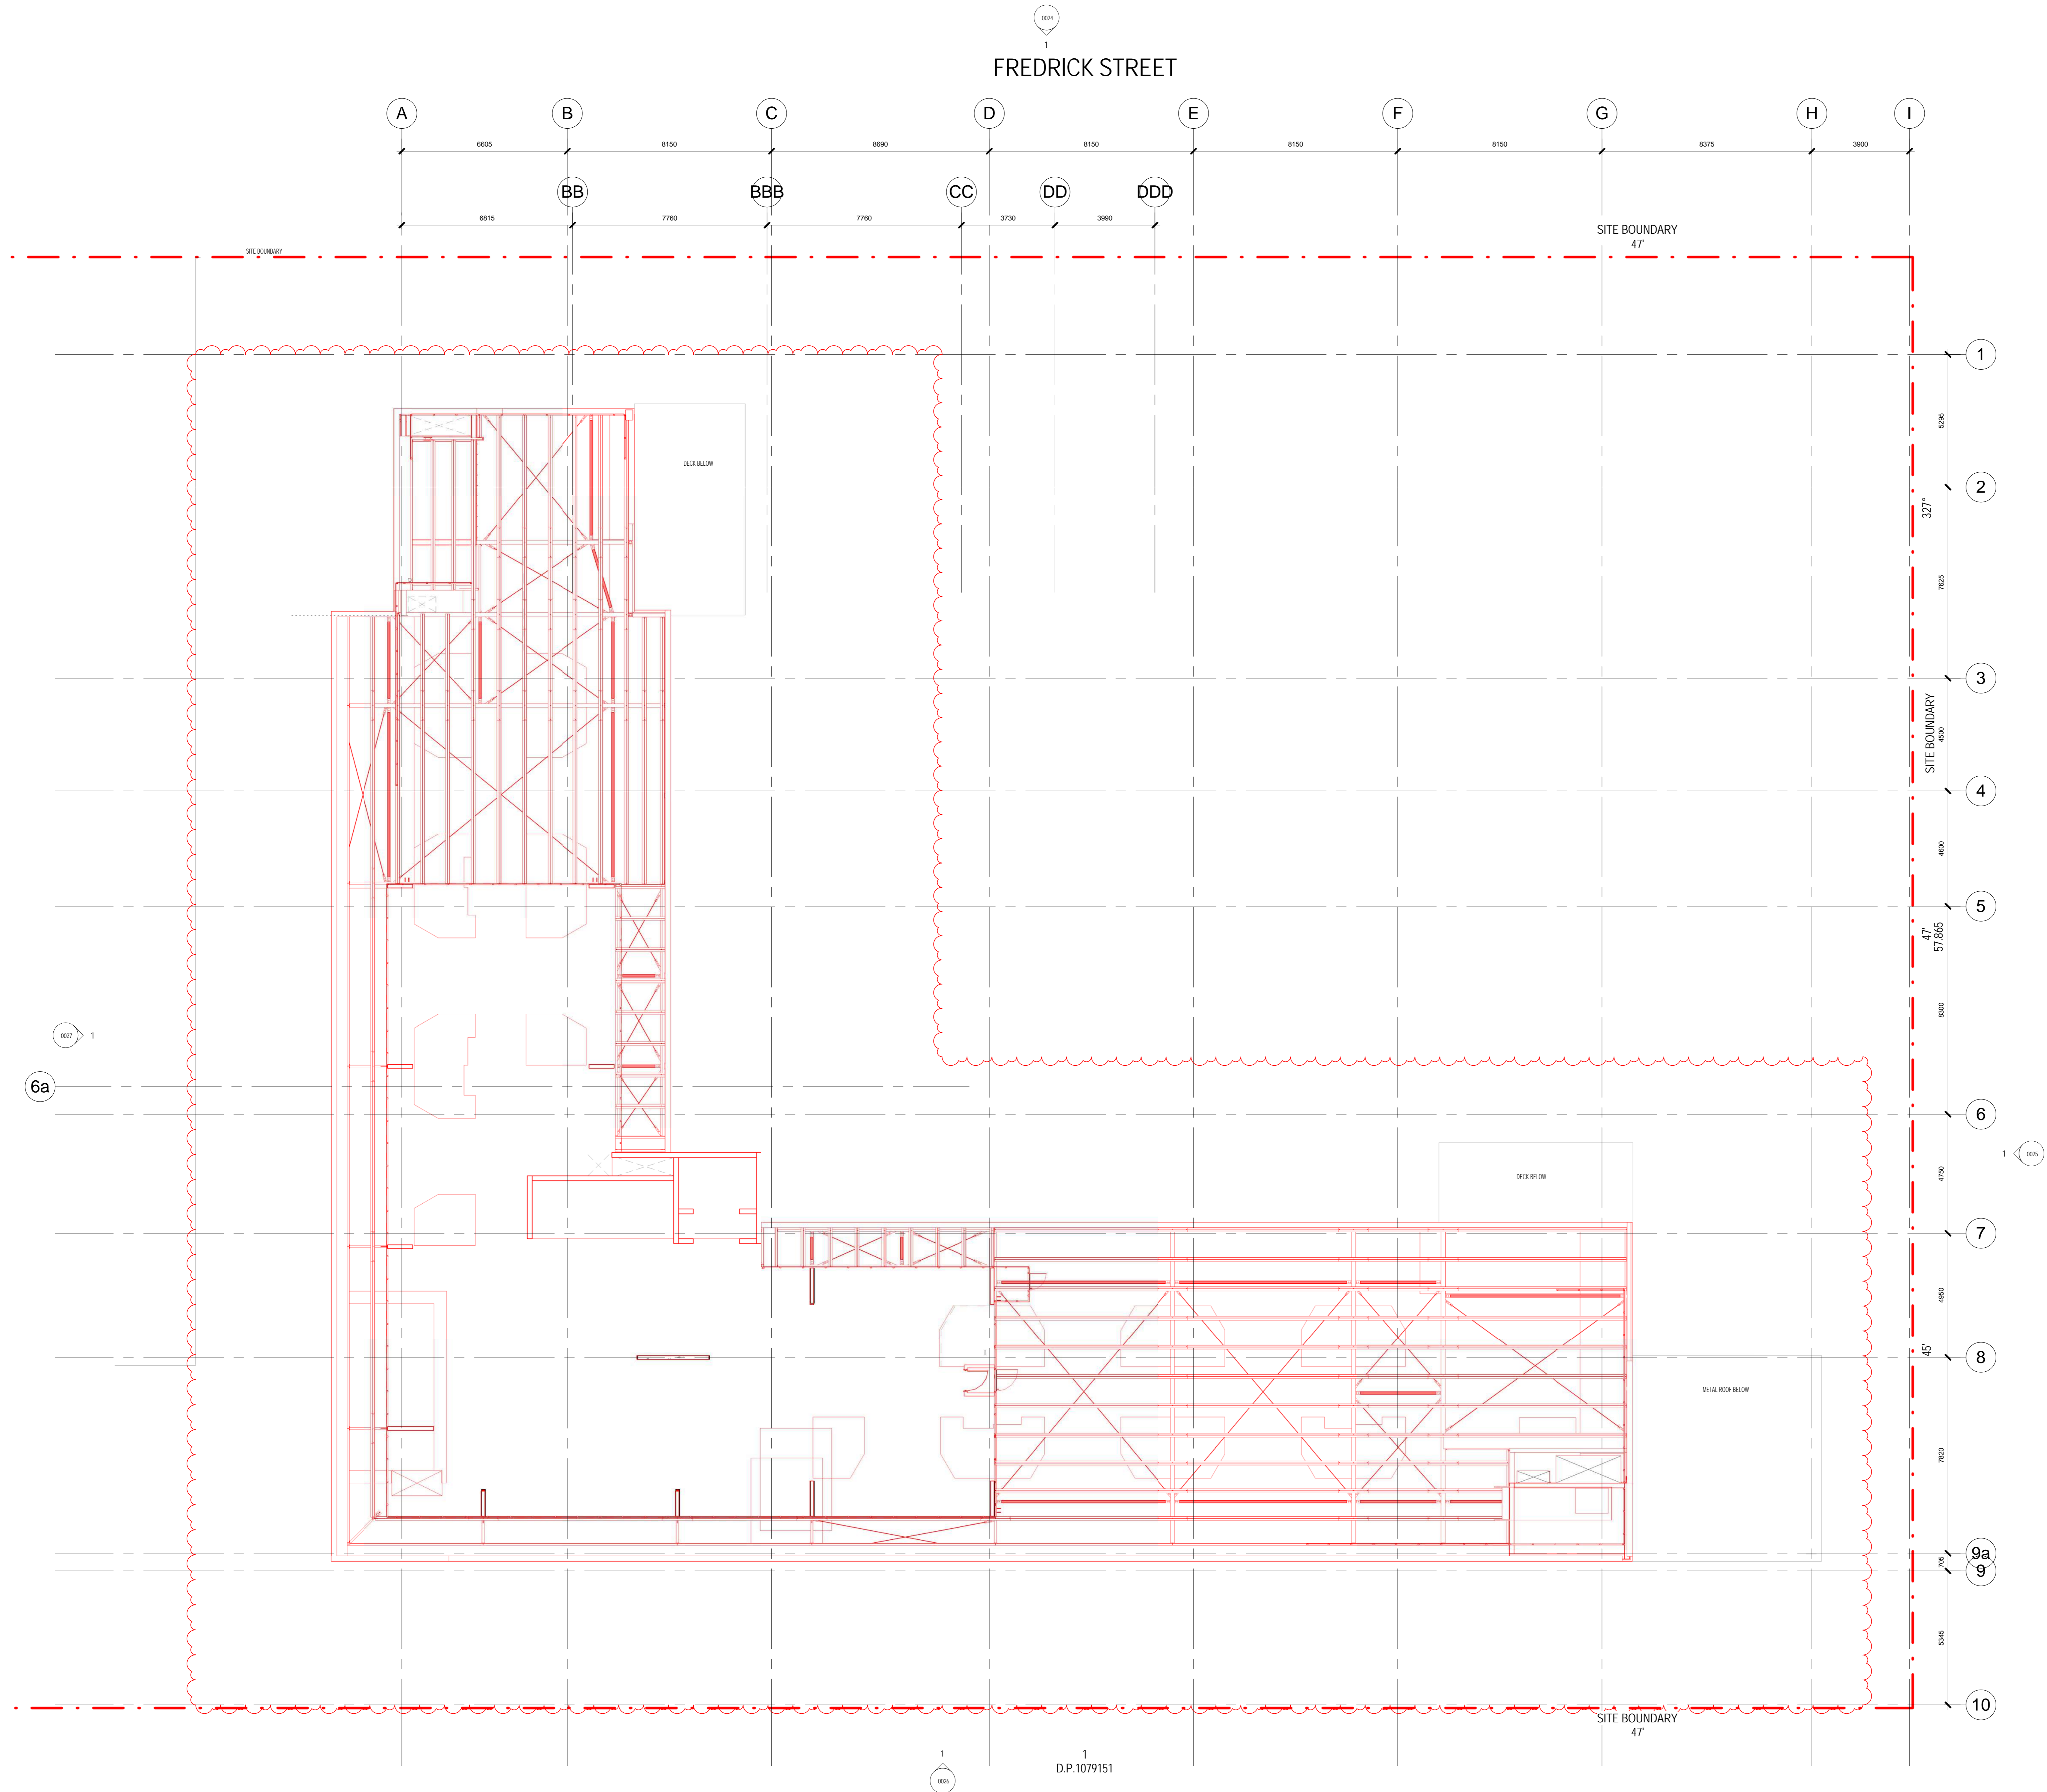 0024
1
FREDRICK STREET
A B C D E F G H I
6605 8150 8690 8150 8150 8150 8375 3900
BB BBB CC DD DDD
6815 7760 7760 3730 3990
SITE BOUNDARY
47'
SITE BOUNDARY
1
5295
DECK BELOW
2
327°
7625
3
SITE BOUNDARY
4500
4
4600
5
47'
57.865
8300
0027
1
6a
6
1
0025
4750
DECK BELOW
7
4950
8
45'
METAL ROOF BELOW
7820
9a
705
9
5345
10
SITE BOUNDARY
47'
1
0026
1
D.P.1079151